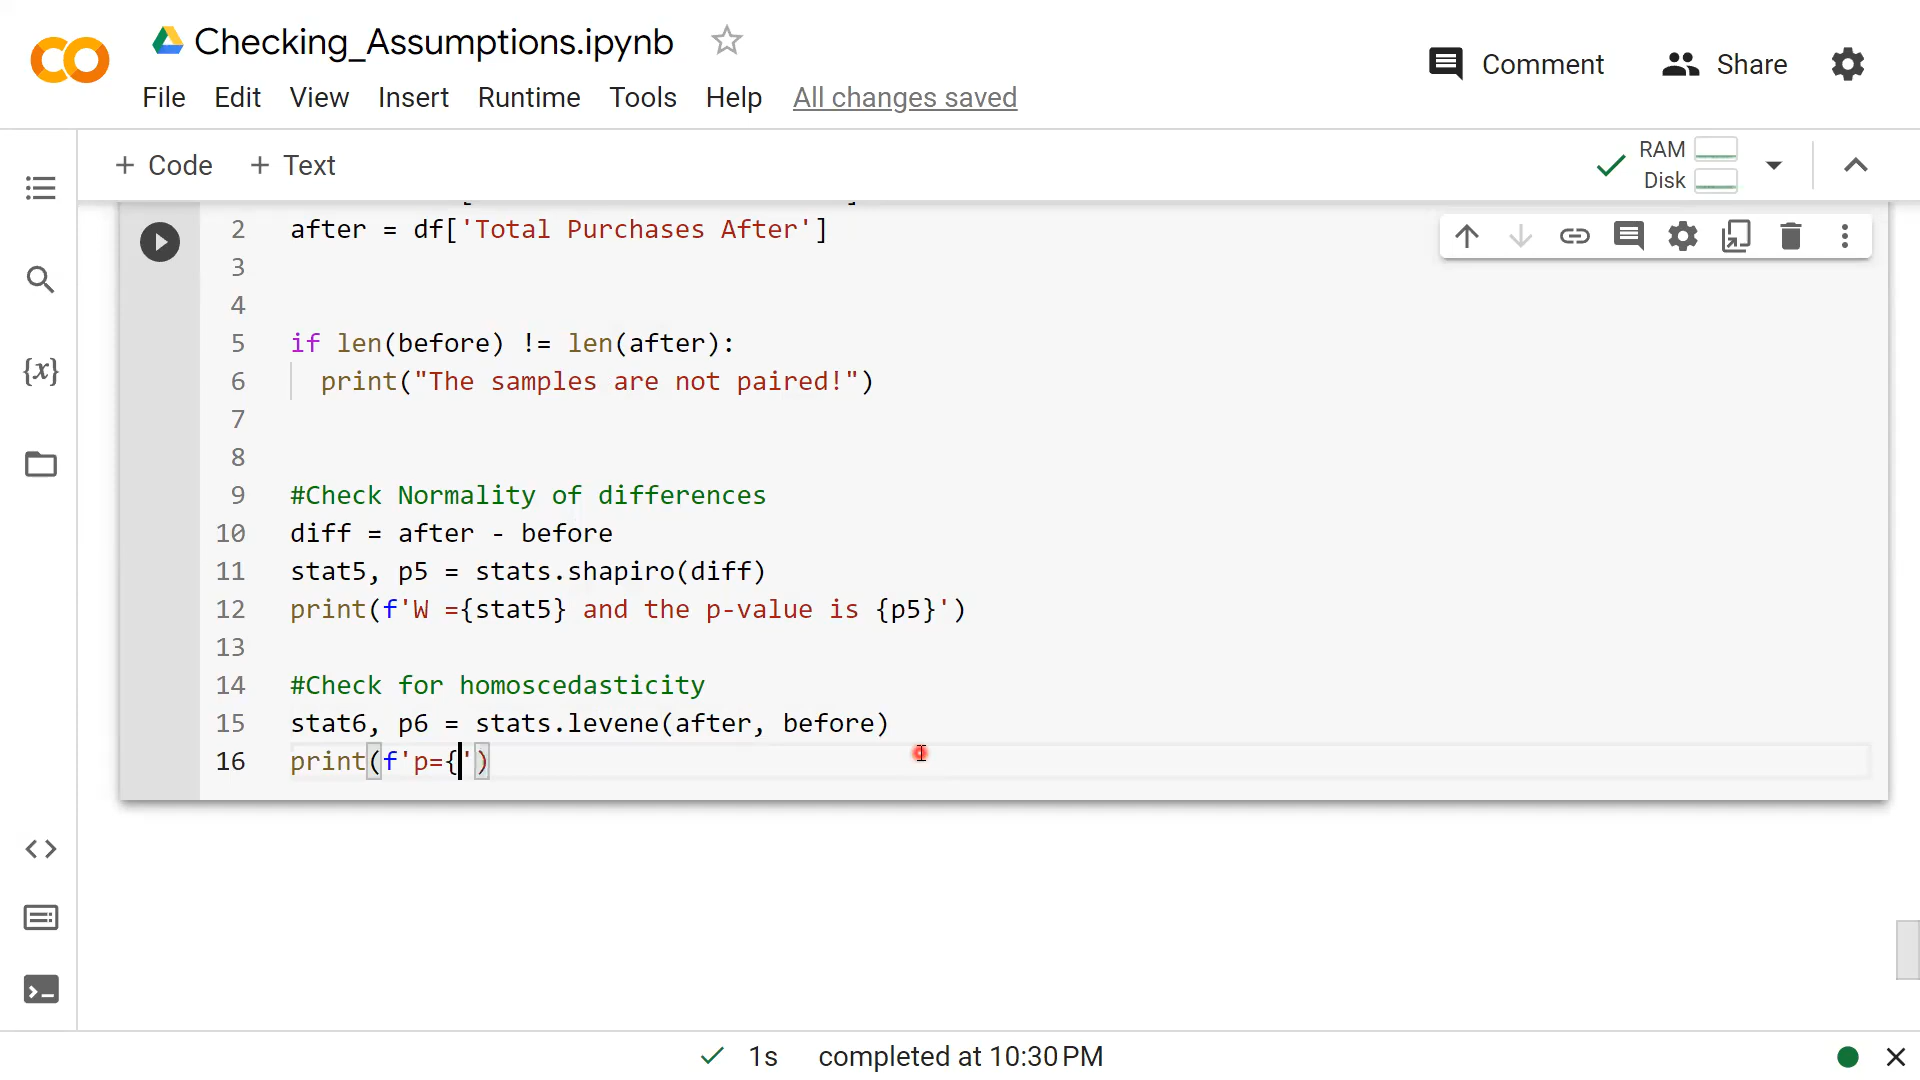 Checking_Assumptions.ipynb
Comment
Share
File Edit View Insert Runtime Tools Help All changes saved
+ Code + Text
RAM
Disk
2 after = df['Total Purchases After']
3
4
5 if len(before) != len(after):
6 print("The samples are not paired!")
7
8
9 #Check Normality of differences
10 diff = after - before
11 stat5, p5 = stats.shapiro(diff)
12 print(f'W ={stat5} and the p-value is {p5}')
13
14 #Check for homoscedasticity
15 stat6, p6 = stats.levene(after, before)
16 print(f'p={')
{x}
1s completed at 10:30 PM